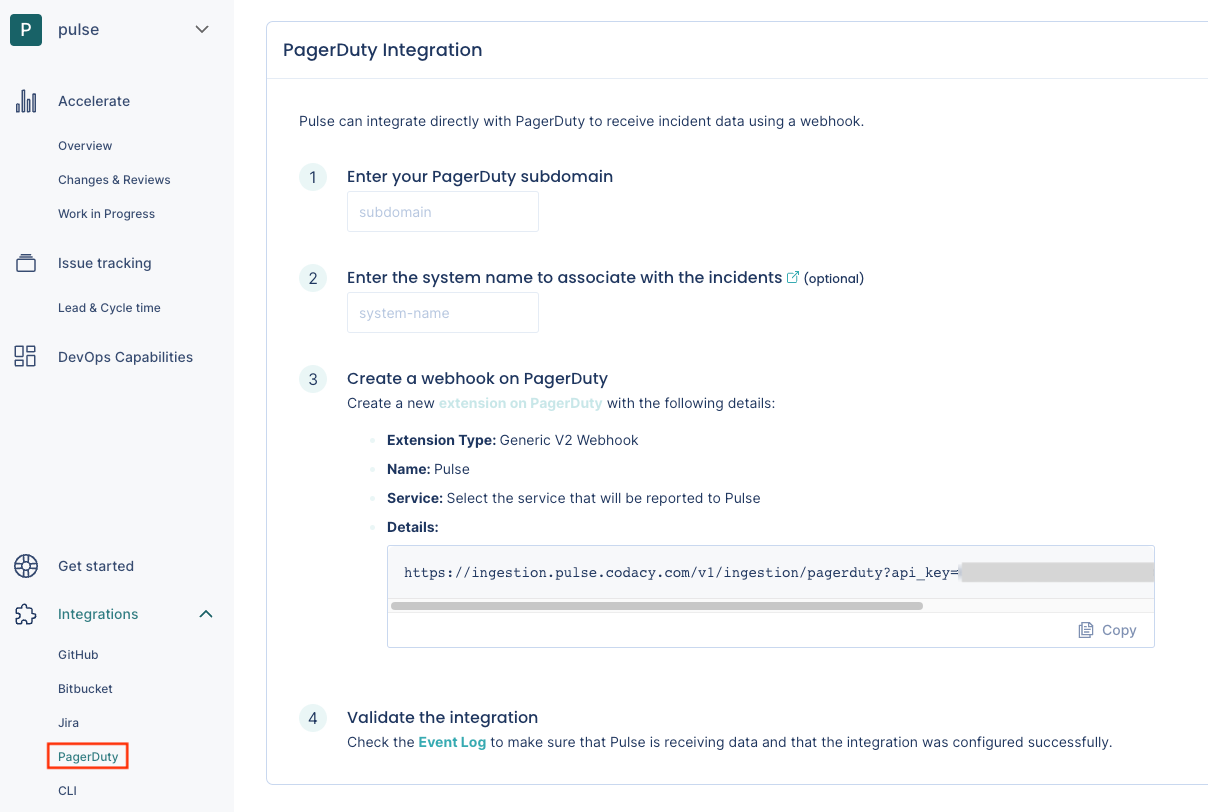 P pulse
Accelerate
Overview
Changes & Reviews
Work in Progress
Issue tracking
Lead & Cycle time
DevOps Capabilities
Get started
Integrations
GitHub
Bitbucket
Jira
PagerDuty
CLI
PagerDuty Integration
Pulse can integrate directly with PagerDuty to receive incident data using a webhook.
1 Enter your PagerDuty subdomain
subdomain
2 Enter the system name to associate with the incidents (optional)
system-name
3 Create a webhook on PagerDuty
Create a new extension on PagerDuty with the following details:
Extension Type: Generic V2 Webhook
Name: Pulse
Service: Select the service that will be reported to Pulse
Details:
https://ingestion.pulse.codacy.com/v1/ingestion/pagerduty?api_key=
Copy
4 Validate the integration
Check the Event Log to make sure that Pulse is receiving data and that the integration was configured successfully.